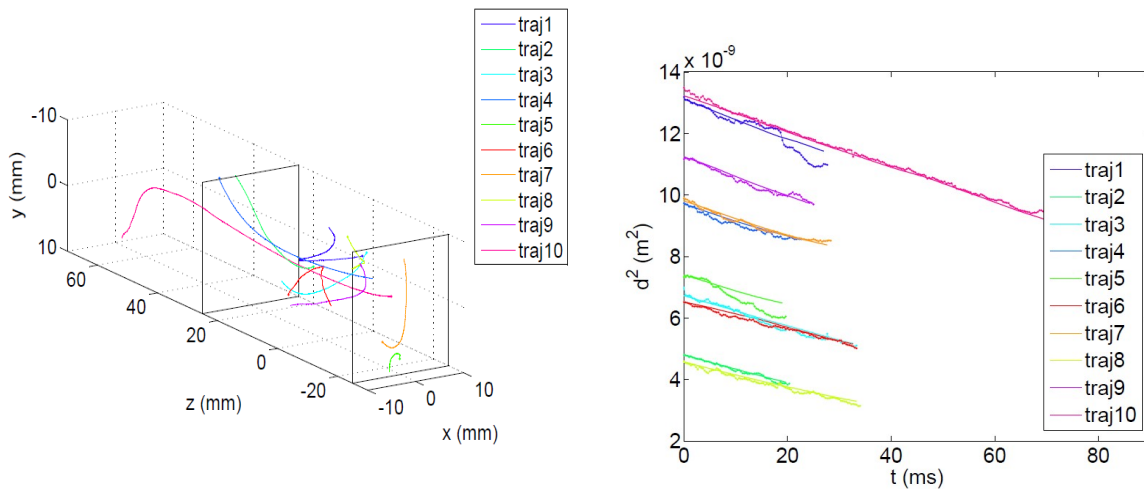 traj1
traj2
traj3
traj4
traj5
traj6
traj7
traj8
traj9
traj10
-10
0
10
y (mm)
60
40
20
0
-20
z (mm)
-10
0
10
x (mm)
x 10⁻⁹
14
12
10
8
6
4
2
d² (m²)
0
20
40
60
80
t (ms)
traj1
traj2
traj3
traj4
traj5
traj6
traj7
traj8
traj9
traj10